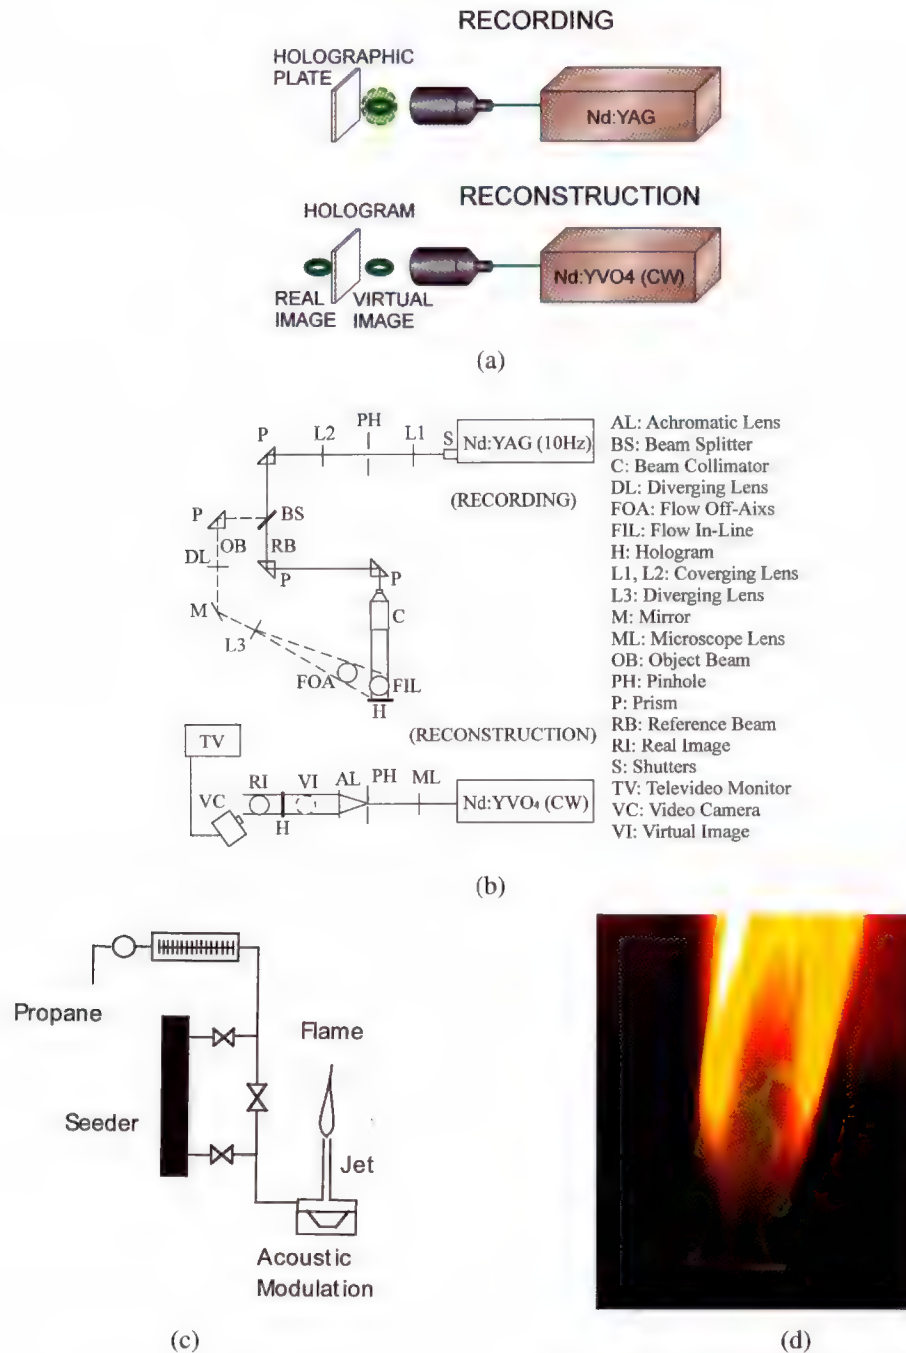 RECORDING
HOLOGRAPHIC
PLATE
Nd:YAG
RECONSTRUCTION
HOLOGRAM
Nd:YVO4 (CW)
REAL
IMAGE
VIRTUAL
IMAGE
(a)
P
L2
PH
L1
S
Nd:YAG (10Hz)
(RECORDING)
P
BS
OB
RB
DL
P
P
M
C
L3
FOA
FIL
H
(RECONSTRUCTION)
TV
RI
VI
AL
PH
ML
VC
H
Nd:YVO₄ (CW)
AL: Achromatic Lens
BS: Beam Splitter
C: Beam Collimator
DL: Diverging Lens
FOA: Flow Off-Aixs
FIL: Flow In-Line
H: Hologram
L1, L2: Coverging Lens
L3: Diverging Lens
M: Mirror
ML: Microscope Lens
OB: Object Beam
PH: Pinhole
P: Prism
RB: Reference Beam
RI: Real Image
S: Shutters
TV: Televideo Monitor
VC: Video Camera
VI: Virtual Image
(b)
Propane
Flame
Seeder
Jet
Acoustic
Modulation
(c)
(d)